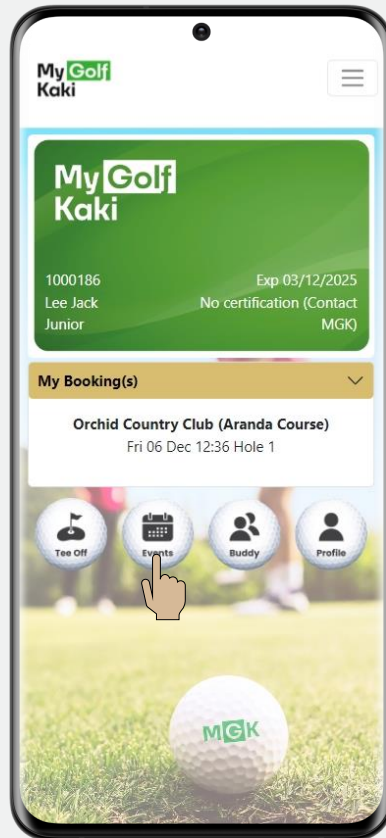 My Golf
Kaki
My Golf
Kaki
1000186
Exp 03/12/2025
Lee Jack
No certification (Contact
Junior
MGK)
My Booking(s)
Orchid Country Club (Aranda Course)
Fri 06 Dec 12:36 Hole 1
Tee Off
Events
Buddy
Profile
MGK